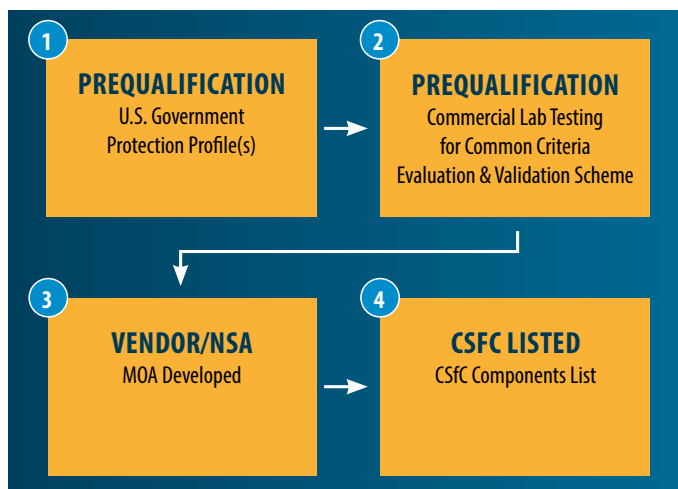 1
PREQUALIFICATION
U.S. Government
Protection Profile(s)
2
PREQUALIFICATION
Commercial Lab Testing
for Common Criteria
Evaluation & Validation Scheme
3
VENDOR/NSA
MOA Developed
4
CSFC LISTED
CSfC Components List